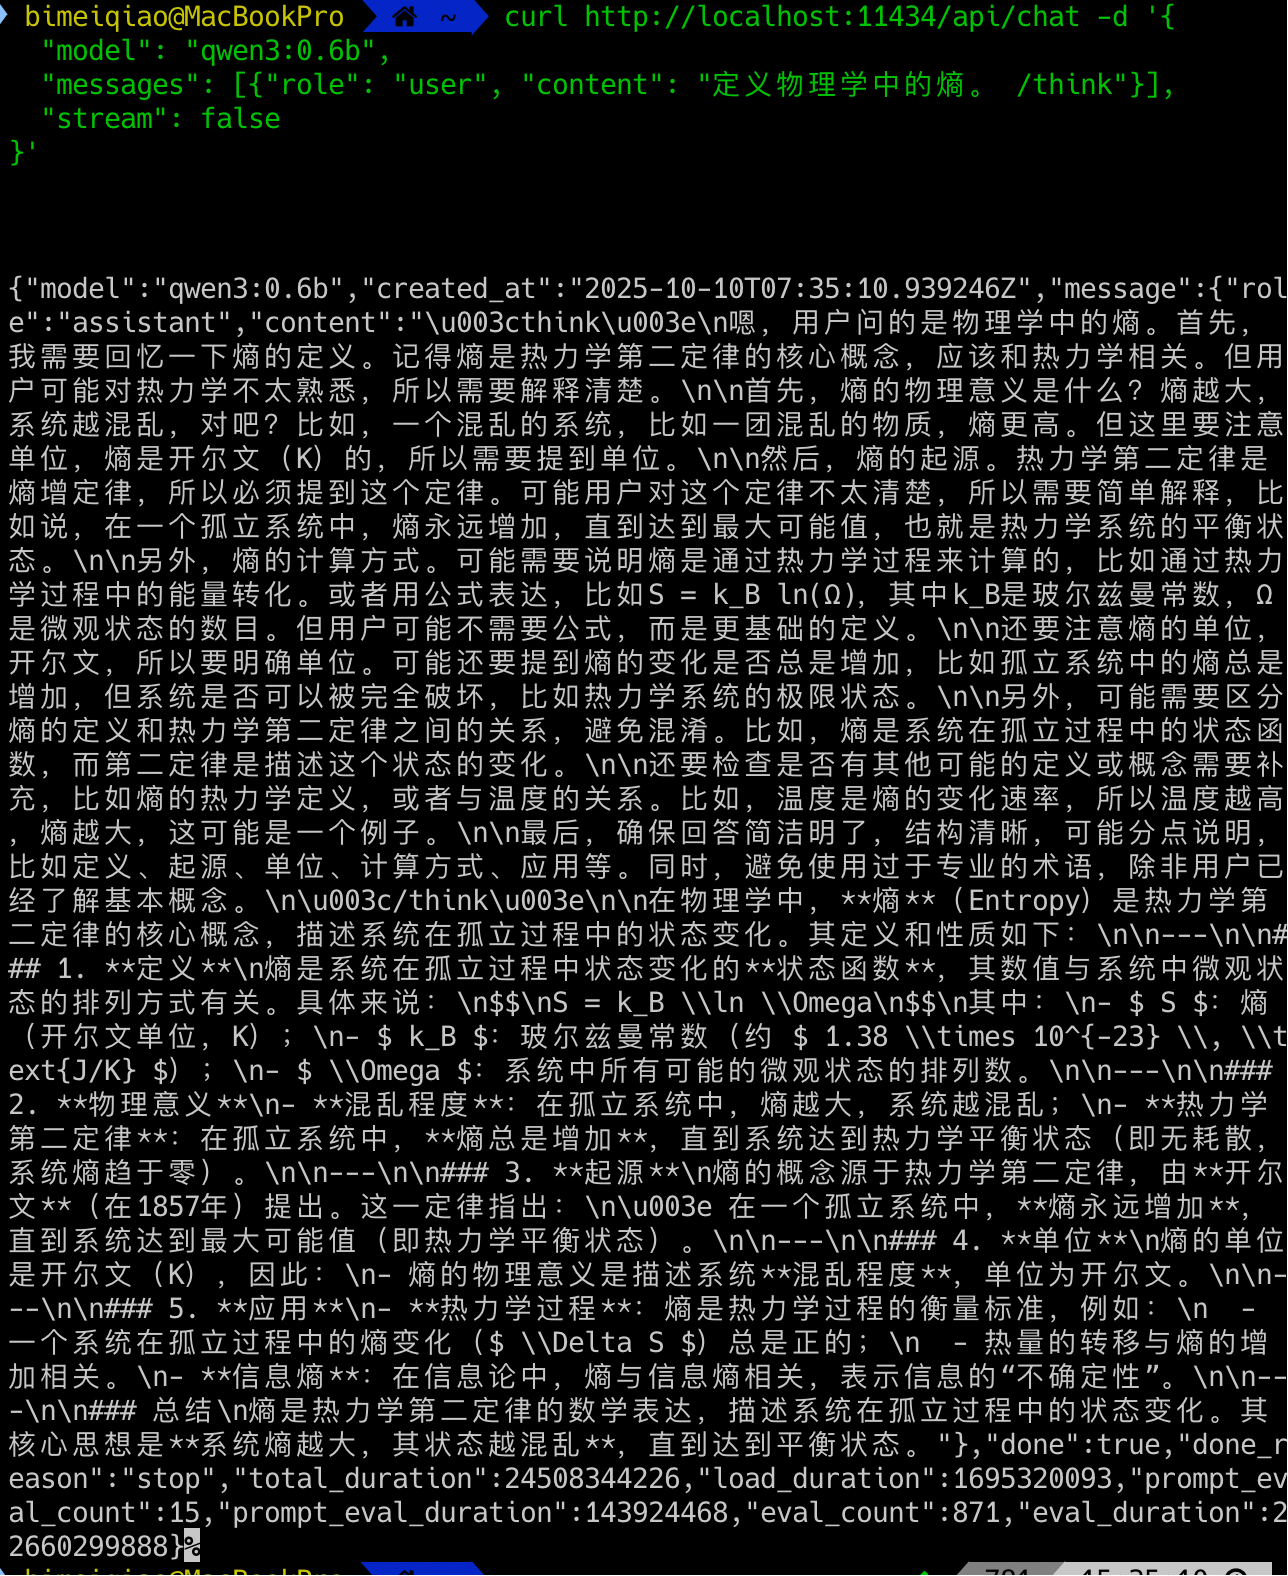 bimeiqiao@MacBookPro ~ curl http://localhost:11434/api/chat -d '{
  "model": "qwen3:0.6b",
  "messages": [{"role": "user", "content": "定义物理学中的熵。 /think"}],
  "stream": false
}'
{"model":"qwen3:0.6b","created_at":"2025-10-10T07:35:10.939246Z","message":{"rol
e":"assistant","content":"\u003cthink\u003e\n嗯，用户问的是物理学中的熵。首先，
我需要回忆一下熵的定义。记得熵是热力学第二定律的核心概念，应该和热力学相关。但用
户可能对热力学不太熟悉，所以需要解释清楚。\n\n首先，熵的物理意义是什么？熵越大，
系统越混乱，对吧？比如，一个混乱的系统，比如一团混乱的物质，熵更高。但这里要注意
单位，熵是开尔文（K）的，所以需要提到单位。\n\n然后，熵的起源。热力学第二定律是
熵增定律，所以必须提到这个定律。可能用户对这个定律不太清楚，所以需要简单解释，比
如说，在一个孤立系统中，熵永远增加，直到达到最大可能值，也就是热力学系统的平衡状
态。\n\n另外，熵的计算方式。可能需要说明熵是通过热力学过程来计算的，比如通过热力
学过程中的能量转化。或者用公式表达，比如S = k_B ln(Ω)，其中k_B是玻尔兹曼常数，Ω
是微观状态的数目。但用户可能不需要公式，而是更基础的定义。\n\n还要注意熵的单位，
开尔文，所以要明确单位。可能还要提到熵的变化是否总是增加，比如孤立系统中的熵总是
增加，但系统是否可以被完全破坏，比如热力学系统的极限状态。\n\n另外，可能需要区分
熵的定义和热力学第二定律之间的关系，避免混淆。比如，熵是系统在孤立过程中的状态函
数，而第二定律是描述这个状态的变化。\n\n还要检查是否有其他可能的定义或概念需要补
充，比如熵的热力学定义，或者与温度的关系。比如，温度是熵的变化速率，所以温度越高
，熵越大，这可能是一个例子。\n\n最后，确保回答简洁明了，结构清晰，可能分点说明，
比如定义、起源、单位、计算方式、应用等。同时，避免使用过于专业的术语，除非用户已
经了解基本概念。\n\u003c/think\u003e\n\n在物理学中，**熵**（Entropy）是热力学第
二定律的核心概念，描述系统在孤立过程中的状态变化。其定义和性质如下：\n\n---\n\n#
## 1. **定义**\n熵是系统在孤立过程中状态变化的**状态函数**，其数值与系统中微观状
态的排列方式有关。具体来说：\n$$\nS = k_B \\ln \\Omega\n$$\n其中：\n- $ S $：熵
（开尔文单位，K）；\n- $ k_B $：玻尔兹曼常数（约 $ 1.38 \\times 10^{-23} \\, \\t
ext{J/K} $）；\n- $ \\Omega $：系统中所有可能的微观状态的排列数。\n\n---\n\n### 
2. **物理意义**\n- **混乱程度**：在孤立系统中，熵越大，系统越混乱；\n- **热力学
第二定律**：在孤立系统中，**熵总是增加**，直到系统达到热力学平衡状态（即无耗散，
系统熵趋于零）。\n\n---\n\n### 3. **起源**\n熵的概念源于热力学第二定律，由**开尔
文**（在1857年）提出。这一定律指出：\n\u003e 在一个孤立系统中，**熵永远增加**，
直到系统达到最大可能值（即热力学平衡状态）。\n\n---\n\n### 4. **单位**\n熵的单位
是开尔文（K），因此：\n- 熵的物理意义是描述系统**混乱程度**，单位为开尔文。\n\n-
--\n\n### 5. **应用**\n- **热力学过程**：熵是热力学过程的衡量标准，例如：\n  - 
一个系统在孤立过程中的熵变化（$ \\Delta S $）总是正的；\n  - 热量的转移与熵的增
加相关。\n- **信息熵**：在信息论中，熵与信息熵相关，表示信息的“不确定性”。\n\n--
-\n\n### 总结\n熵是热力学第二定律的数学表达，描述系统在孤立过程中的状态变化。其
核心思想是**系统熵越大，其状态越混乱**，直到达到平衡状态。"},"done":true,"done_r
eason":"stop","total_duration":24508344226,"load_duration":1695320093,"prompt_ev
al_count":15,"prompt_eval_duration":143924468,"eval_count":871,"eval_duration":2
2660299888}%
bimeiqiao@MacBookPro